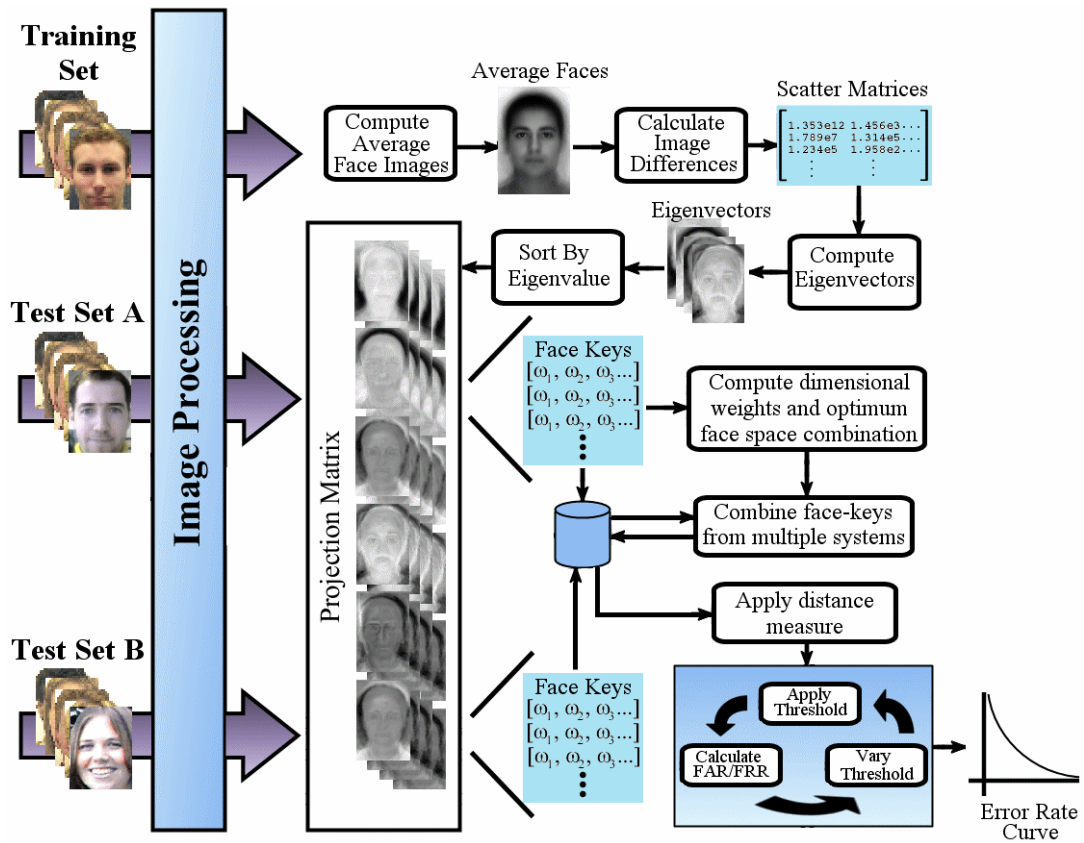 Training
Set
Average Faces
Scatter Matrices
Compute
Average
Face Images
Calculate
Image
Differences
1.353e12 1.456e3...
1.789e7 1.314e5...
1.234e5 1.958e2...
Eigenvectors
Sort By
Eigenvalue
Compute
Eigenvectors
Image Processing
Projection Matrix
Test Set A
Face Keys
[ω1, ω2, ω3...]
[ω1, ω2, ω3...]
[ω1, ω2, ω3...]
Compute dimensional
weights and optimum
face space combination
Combine face-keys
from multiple systems
Apply distance
measure
Test Set B
Face Keys
[ω1, ω2, ω3...]
[ω1, ω2, ω3...]
[ω1, ω2, ω3...]
Apply
Threshold
Calculate
FAR/FRR
Vary
Threshold
Error Rate
Curve